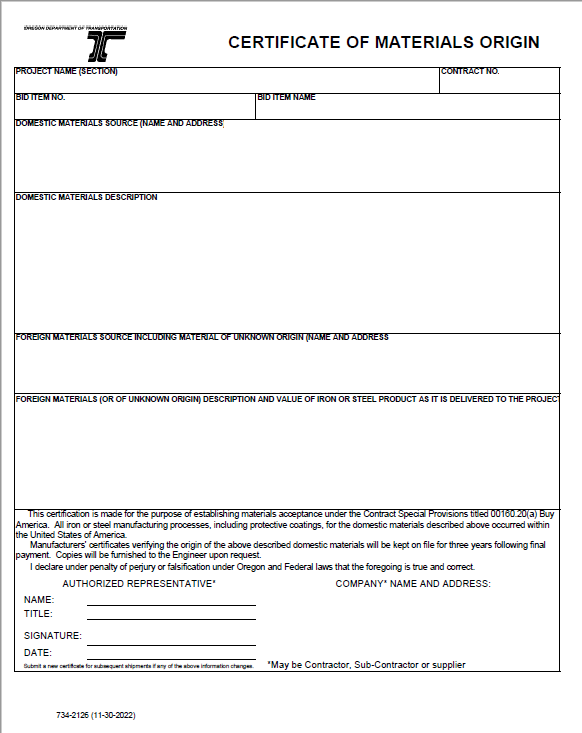 OREGON DEPARTMENT OF TRANSPORTATION
CERTIFICATE OF MATERIALS ORIGIN
PROJECT NAME (SECTION)
CONTRACT NO.
BID ITEM NO.
BID ITEM NAME
DOMESTIC MATERIALS SOURCE (NAME AND ADDRESS)
DOMESTIC MATERIALS DESCRIPTION
FOREIGN MATERIALS SOURCE INCLUDING MATERIAL OF UNKNOWN ORIGIN (NAME AND ADDRESS
FOREIGN MATERIALS (OR OF UNKNOWN ORIGIN) DESCRIPTION AND VALUE OF IRON OR STEEL PRODUCT AS IT IS DELIVERED TO THE PROJECT
This certification is made for the purpose of establishing materials acceptance under the Contract Special Provisions titled 00160.20(a) Buy
America. All iron or steel manufacturing processes, including protective coatings, for the domestic materials described above occurred within
the United States of America.
Manufacturers' certificates verifying the origin of the above described domestic materials will be kept on file for three years following final
payment. Copies will be furnished to the Engineer upon request.
I declare under penalty of perjury or falsification under Oregon and Federal laws that the foregoing is true and correct.
AUTHORIZED REPRESENTATIVE*
COMPANY* NAME AND ADDRESS:
NAME:
TITLE:
SIGNATURE:
DATE:
Submit a new certificate for subsequent shipments if any of the above information changes.
*May be Contractor, Sub-Contractor or supplier
734-2126 (11-30-2022)